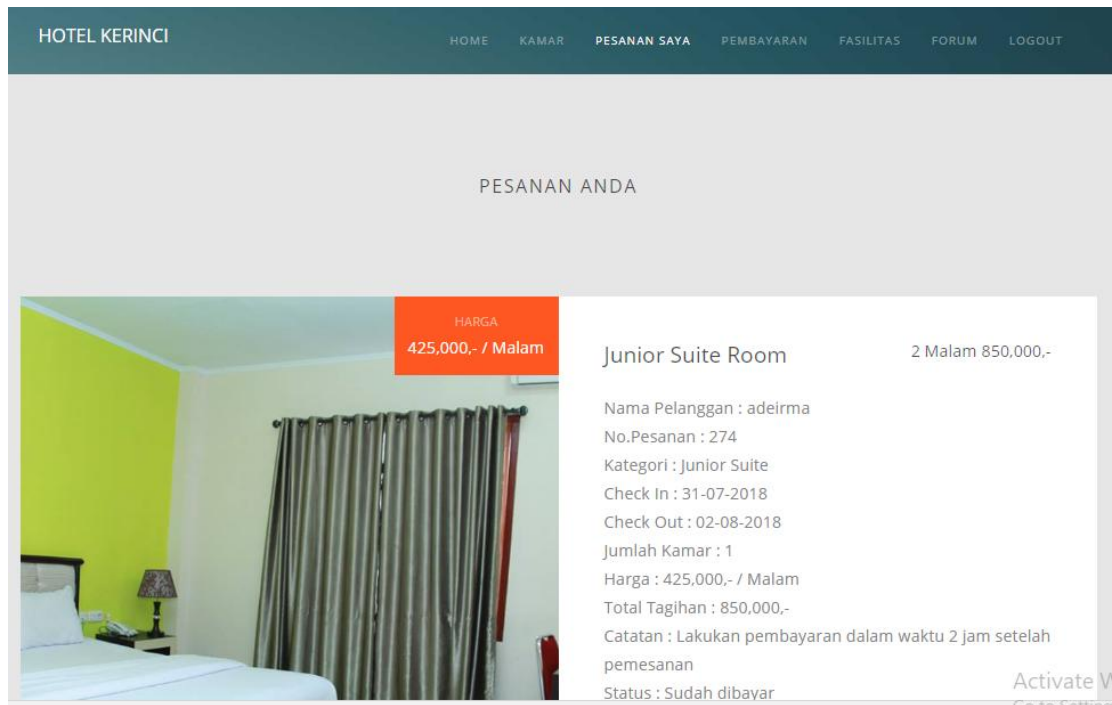 HOTEL KERINCI
HOME KAMAR PESANAN SAYA PEMBAYARAN FASILITAS FORUM LOGOUT
PESANAN ANDA
HARGA
425,000,- / Malam
Junior Suite Room
2 Malam 850,000,-
Nama Pelanggan : adeirma
No.Pesanan : 274
Kategori : Junior Suite
Check In : 31-07-2018
Check Out : 02-08-2018
Jumlah Kamar : 1
Harga : 425,000,- / Malam
Total Tagihan : 850,000,-
Catatan : Lakukan pembayaran dalam waktu 2 jam setelah
pemesanan
Status : Sudah dibayar
Activate